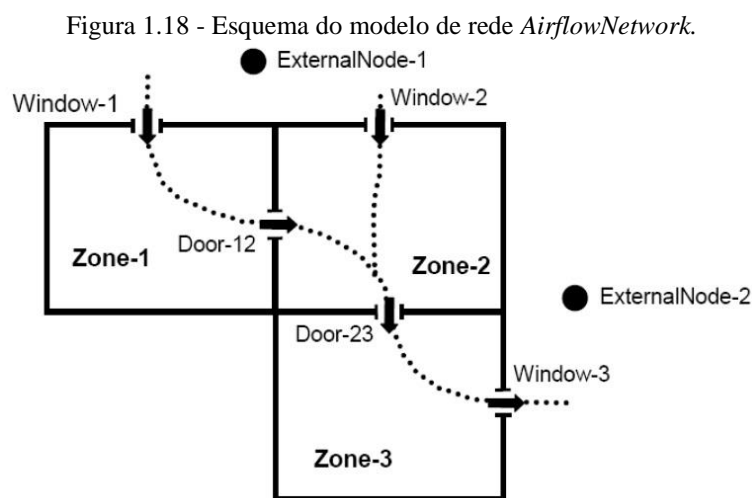 Figura 1.18 - Esquema do modelo de rede AirflowNetwork.
ExternalNode-1
Window-1
Window-2
Door-12
Zone-1
Zone-2
ExternalNode-2
Door-23
Window-3
Zone-3